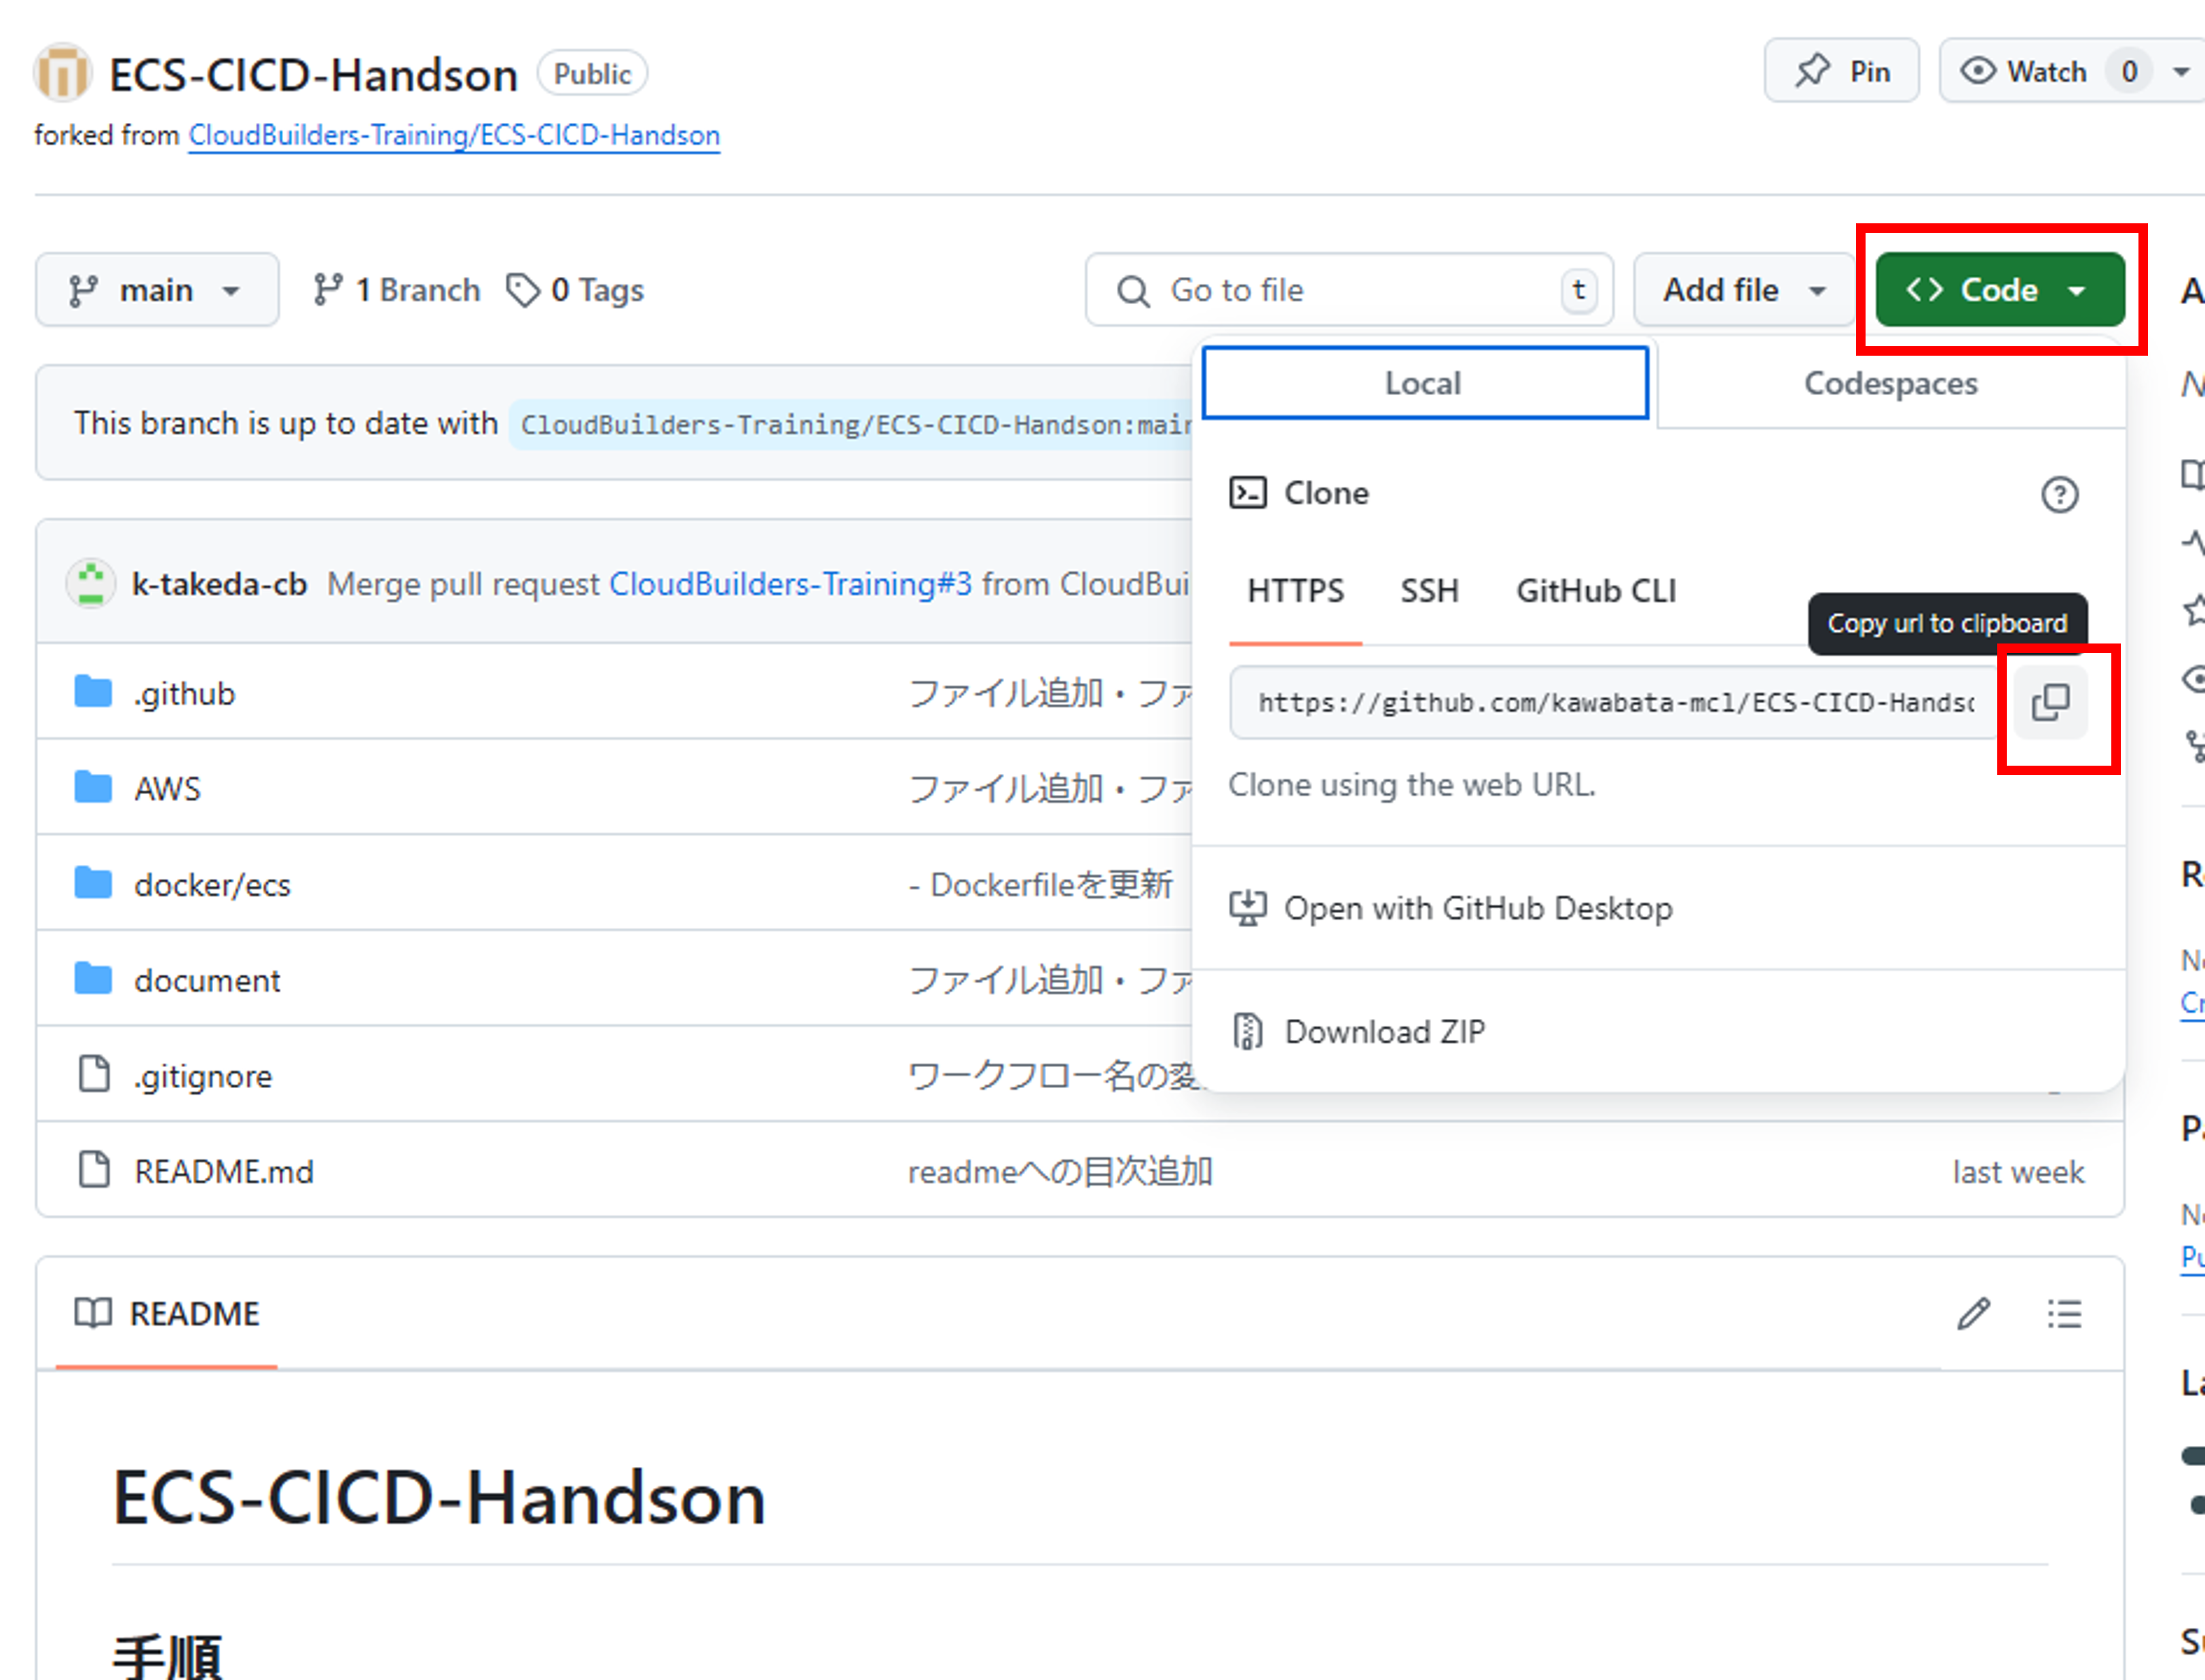 ECS-CICD-Handson Public
Pin
Watch 0
forked from CloudBuilders-Training/ECS-CICD-Handson
main
1 Branch
0 Tags
Go to file t
Add file
<> Code
This branch is up to date with CloudBuilders-Training/ECS-CICD-Handson:main
Local
Codespaces
Clone
HTTPS SSH GitHub CLI
Copy url to clipboard
https://github.com/kawabata-mcl/ECS-CICD-Handso
Clone using the web URL.
Open with GitHub Desktop
Download ZIP
k-takeda-cb Merge pull request CloudBuilders-Training#3 from CloudBui
.github ファイル追加・ファ
AWS ファイル追加・ファ
docker/ecs - Dockerfileを更新
document ファイル追加・ファ
.gitignore ワークフロー名の変
README.md readmeへの目次追加 last week
README
ECS-CICD-Handson
手順